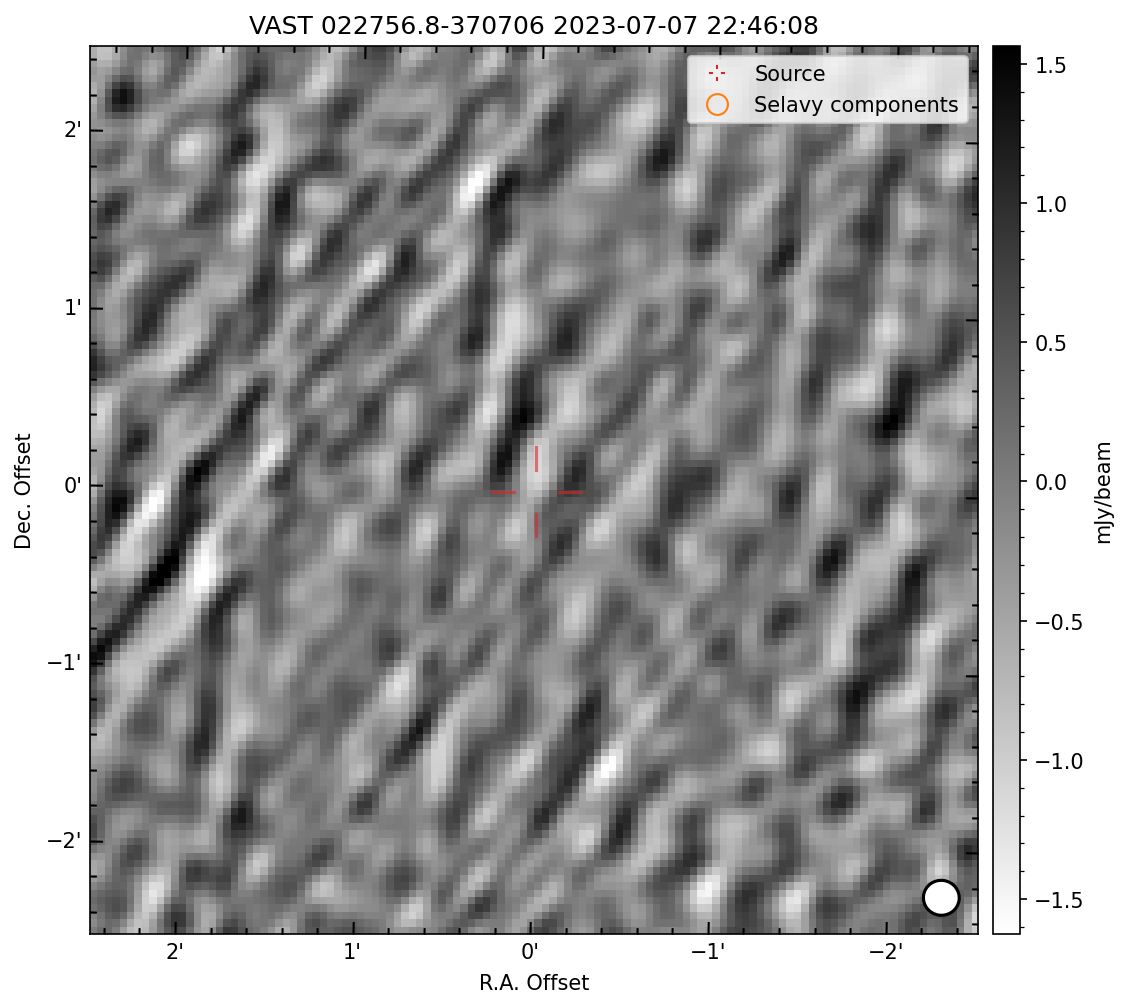 VAST 022756.8-370706 2023-07-07 22:46:08
Source
Selavy components
2'
1'
0'
−1'
−2'
Dec. Offset
2'
1'
0'
−1'
−2'
R.A. Offset
1.5
1.0
0.5
0.0
−0.5
−1.0
−1.5
mJy/beam